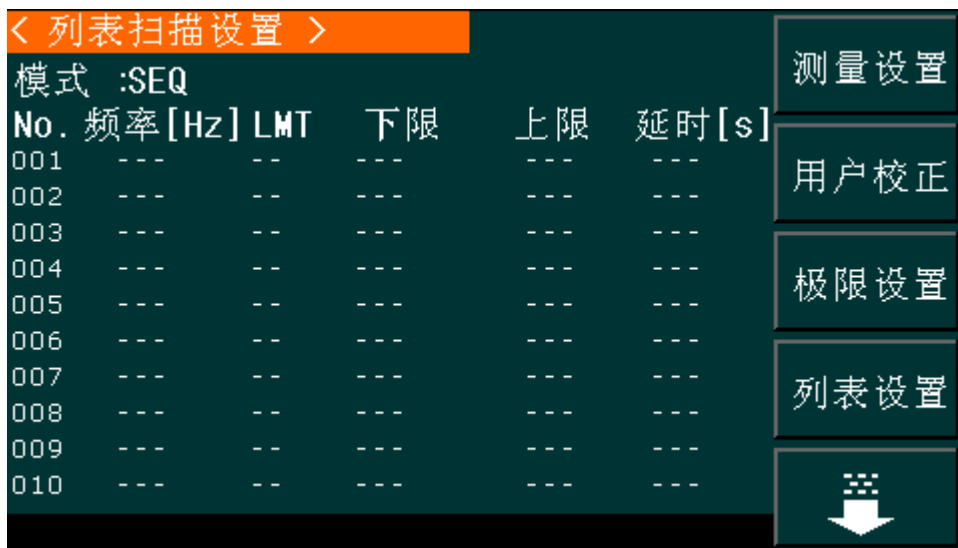 < 列表扫描设置 >
模式 :SEQ
No. 频率[Hz] LMT 下限 上限 延时[s]
001 --- -- --- --- ---
002 --- -- --- --- ---
003 --- -- --- --- ---
004 --- -- --- --- ---
005 --- -- --- --- ---
006 --- -- --- --- ---
007 --- -- --- --- ---
008 --- -- --- --- ---
009 --- -- --- --- ---
010 --- -- --- --- ---
测量设置
用户校正
极限设置
列表设置